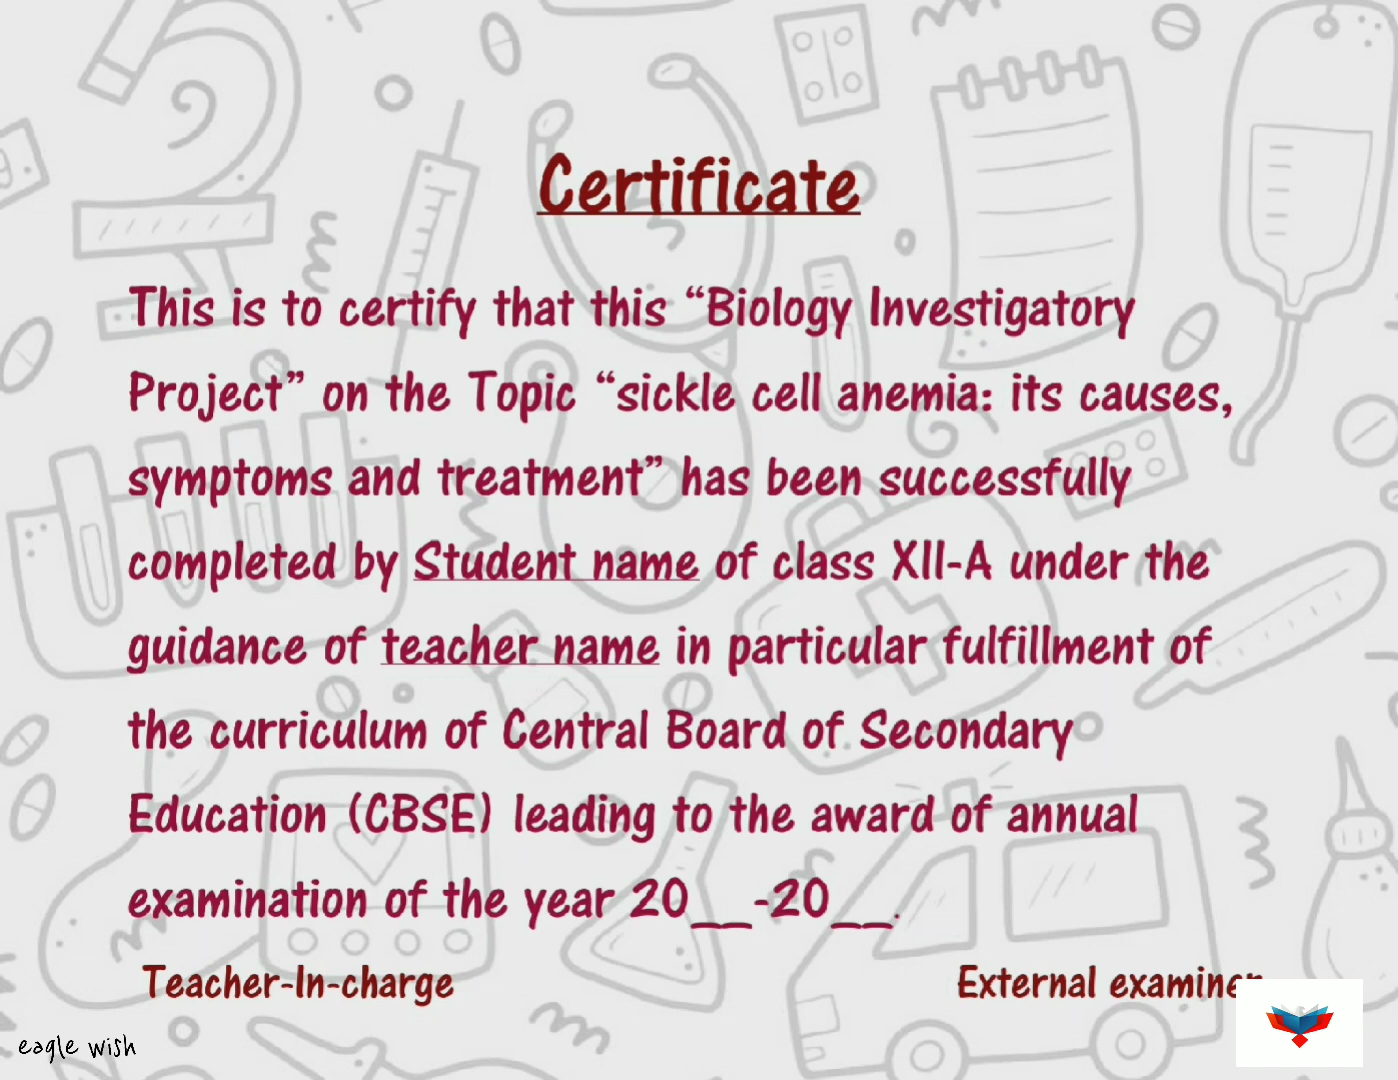 Certificate
This is to certify that this “Biology Investigatory
Project” on the Topic “sickle cell anemia: its causes,
symptoms and treatment” has been successfully
completed by Student name of class XII-A under the
guidance of teacher name in particular fulfillment of
the curriculum of Central Board of Secondary
Education (CBSE) leading to the award of annual
examination of the year 20__-20__.
Teacher-In-charge
External examiner
eagle wish